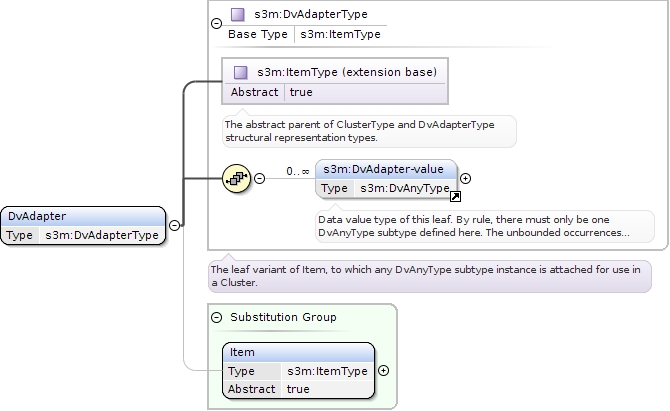 s3m:DvAdapterType
Base Type s3m:ItemType
s3m:ItemType (extension base)
Abstract true
The abstract parent of ClusterType and DvAdapterType
structural representation types.
0..∞
s3m:DvAdapter-value
Type s3m:DvAnyType
Data value type of this leaf. By rule, there must only be one
DvAnyType subtype defined here. The unbounded occurrences...
DvAdapter
Type s3m:DvAdapterType
The leaf variant of Item, to which any DvAnyType subtype instance is attached for use in
a Cluster.
Substitution Group
Item
Type s3m:ItemType
Abstract true